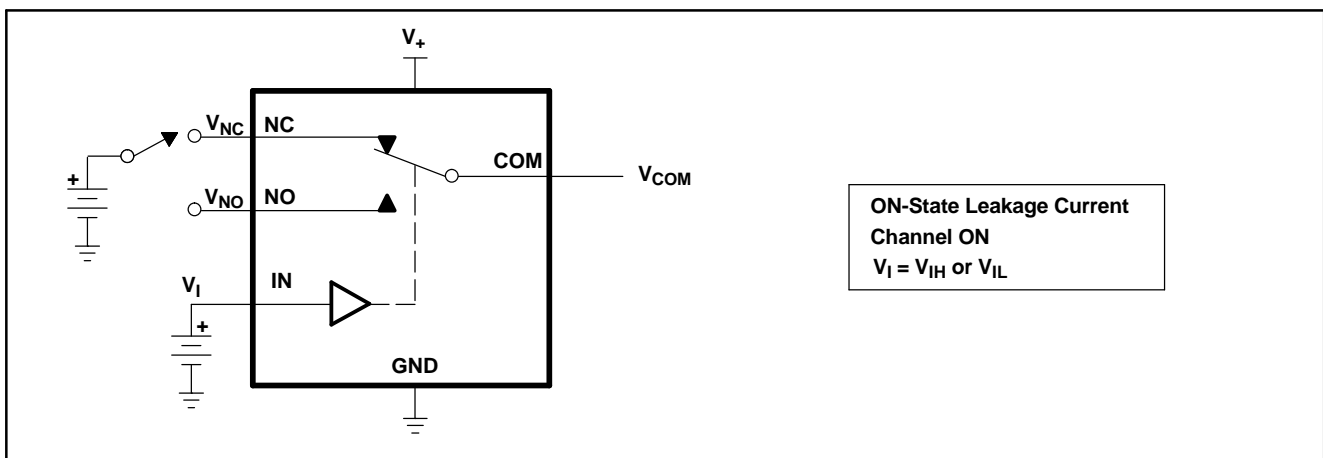 V+
VNC NC
COM
VCOM
+
VNO NO
ON-State Leakage Current
Channel ON
VI = VIH or VIL
VI IN
+
GND